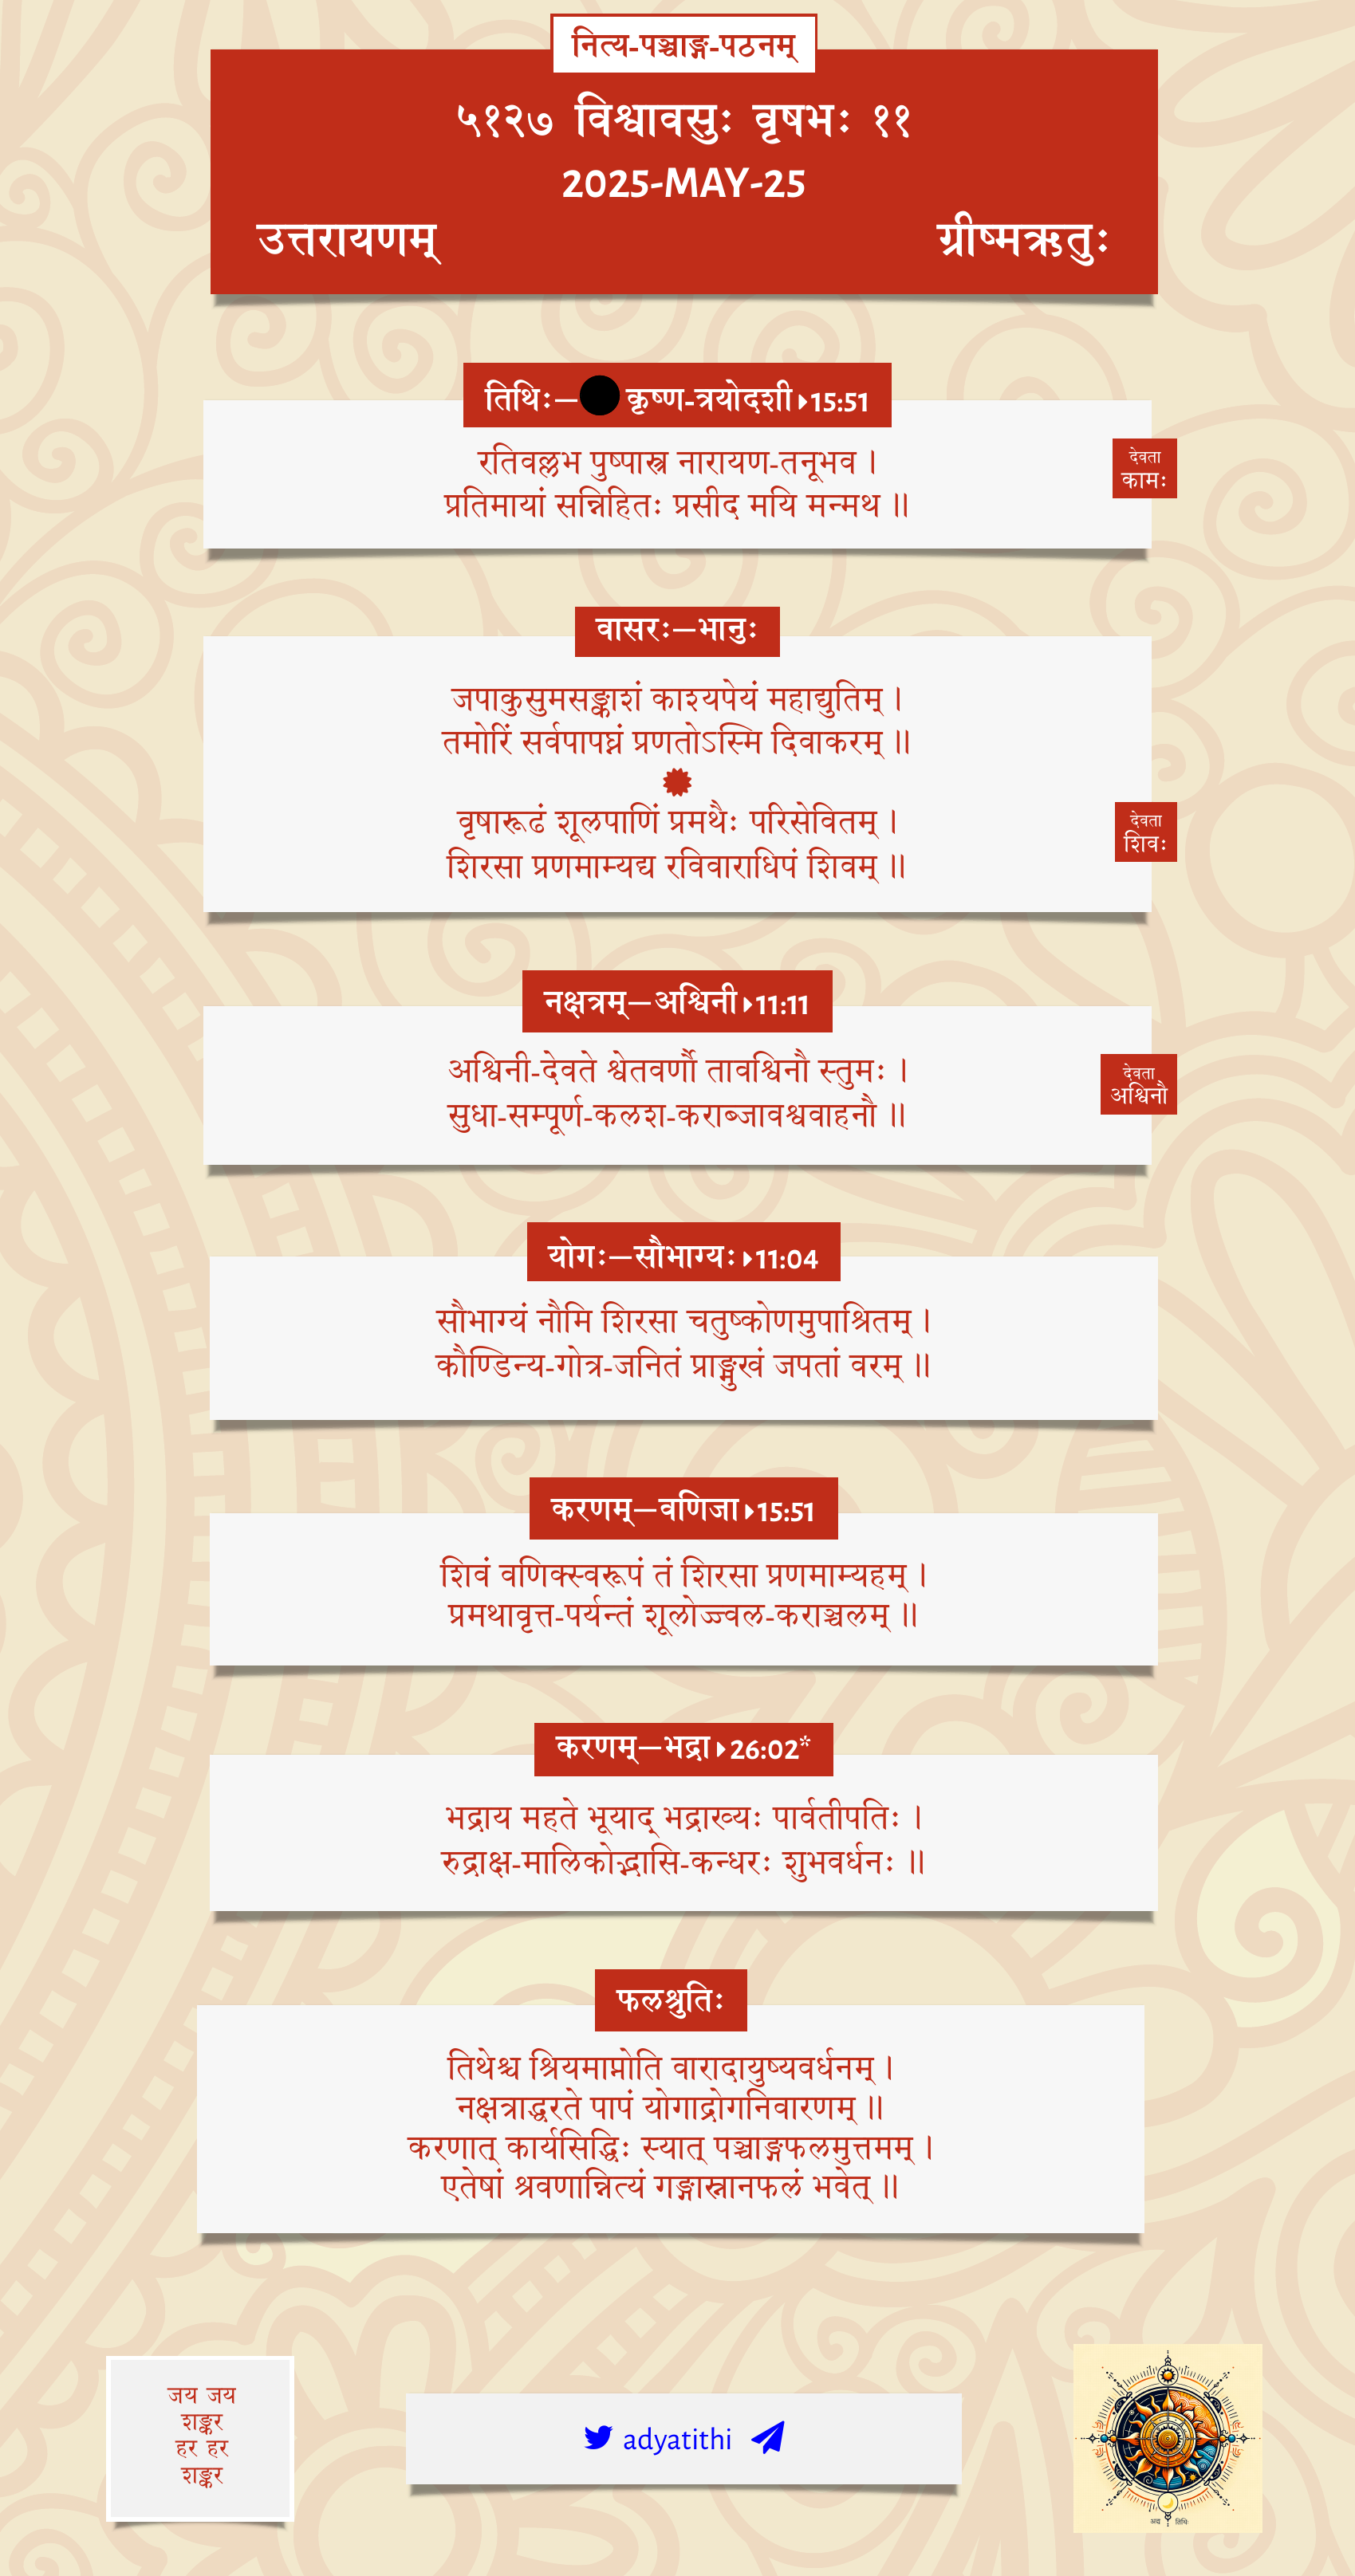 नित्य-पञ्चाङ्ग-पठनम्
५१२७ विश्वावसुः वृषभः ११
2025-MAY-25
उत्तरायणम्
ग्रीष्मऋतुः
तिथिः— कृष्ण-त्रयोदशी 15:51
रतिवल्लभ पुष्पास्त्र नारायण-तनूभव ।
प्रतिमायां सन्निहितः प्रसीद मयि मन्मथ ॥
देवता
कामः
वासरः—भानुः
जपाकुसुमसङ्काशं काश्यपेयं महाद्युतिम् ।
तमोरिं सर्वपापघ्नं प्रणतोऽस्मि दिवाकरम् ॥
वृषारूढं शूलपाणिं प्रमथैः परिसेवितम् ।
शिरसा प्रणमाम्यद्य रविवाराधिपं शिवम् ॥
देवता
शिवः
नक्षत्रम्—अश्विनी 11:11
अश्विनी-देवते श्वेतवर्णौ तावश्विनौ स्तुमः ।
सुधा-सम्पूर्ण-कलश-कराब्जावश्ववाहनौ ॥
देवता
अश्विनौ
योगः—सौभाग्यः 11:04
सौभाग्यं नौमि शिरसा चतुष्कोणमुपाश्रितम् ।
कौण्डिन्य-गोत्र-जनितं प्राङ्मुखं जपतां वरम् ॥
करणम्—वणिजा 15:51
शिवं वणिक्स्वरूपं तं शिरसा प्रणमाम्यहम् ।
प्रमथावृत्त-पर्यन्तं शूलोज्ज्वल-कराञ्चलम् ॥
करणम्—भद्रा 26:02*
भद्राय महते भूयाद् भद्राख्यः पार्वतीपतिः ।
रुद्राक्ष-मालिकोद्भासि-कन्धरः शुभवर्धनः ॥
फलश्रुतिः
तिथेश्च श्रियमाप्नोति वारादायुष्यवर्धनम् ।
नक्षत्राद्धरते पापं योगाद्रोगनिवारणम् ॥
करणात् कार्यसिद्धिः स्यात् पञ्चाङ्गफलमुत्तमम् ।
एतेषां श्रवणान्नित्यं गङ्गास्नानफलं भवेत् ॥
जय जय
शङ्कर
हर हर
शङ्कर
adyatithi
अद्य तिथि